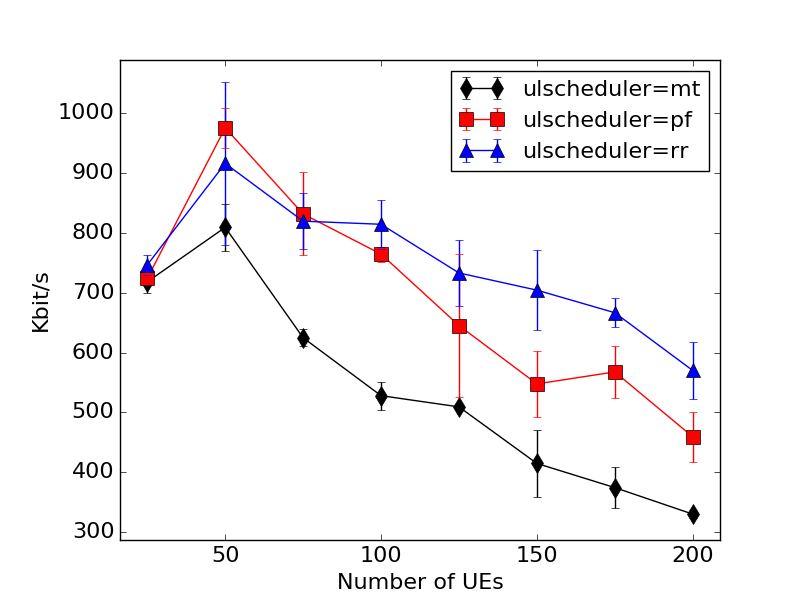 ulscheduler=mt
ulscheduler=pf
ulscheduler=rr
Kbit/s
1000
900
800
700
600
500
400
300
50 100 150 200
Number of UEs